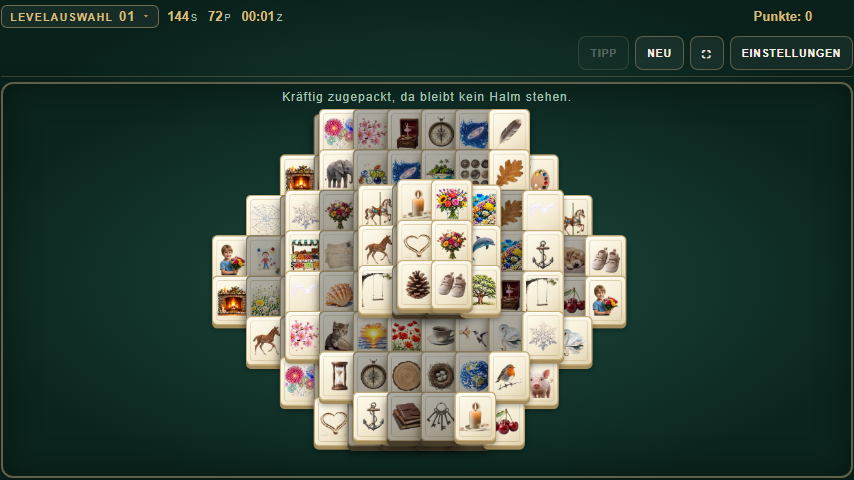 LEVELAUSWAHL 01 144S 72P 00:01Z Punkte: 0
TIPP NEU EINSTELLUNGEN
Kräftig zugepackt, da bleibt kein Halm stehen.